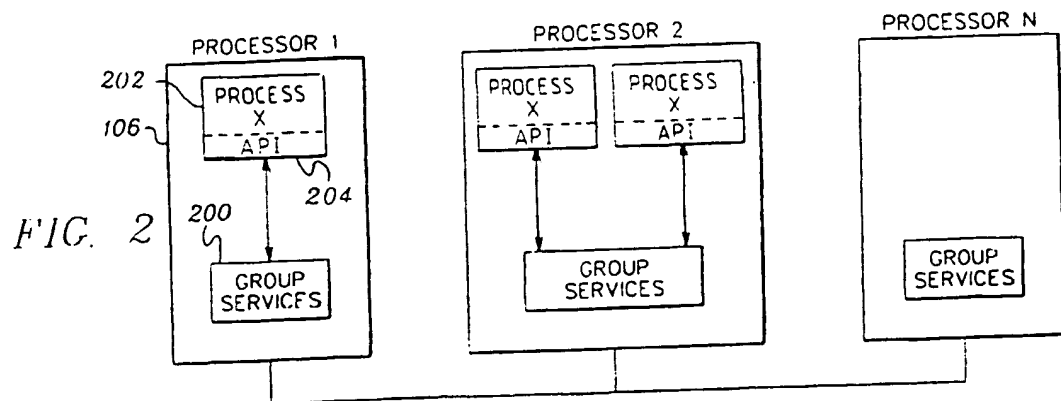 PROCESSOR 1
202
PROCESS
X
API
106
204
200
GROUP
SERVICES
PROCESSOR 2
PROCESS
X
API
PROCESS
X
API
GROUP
SERVICES
PROCESSOR N
GROUP
SERVICES
FIG. 2